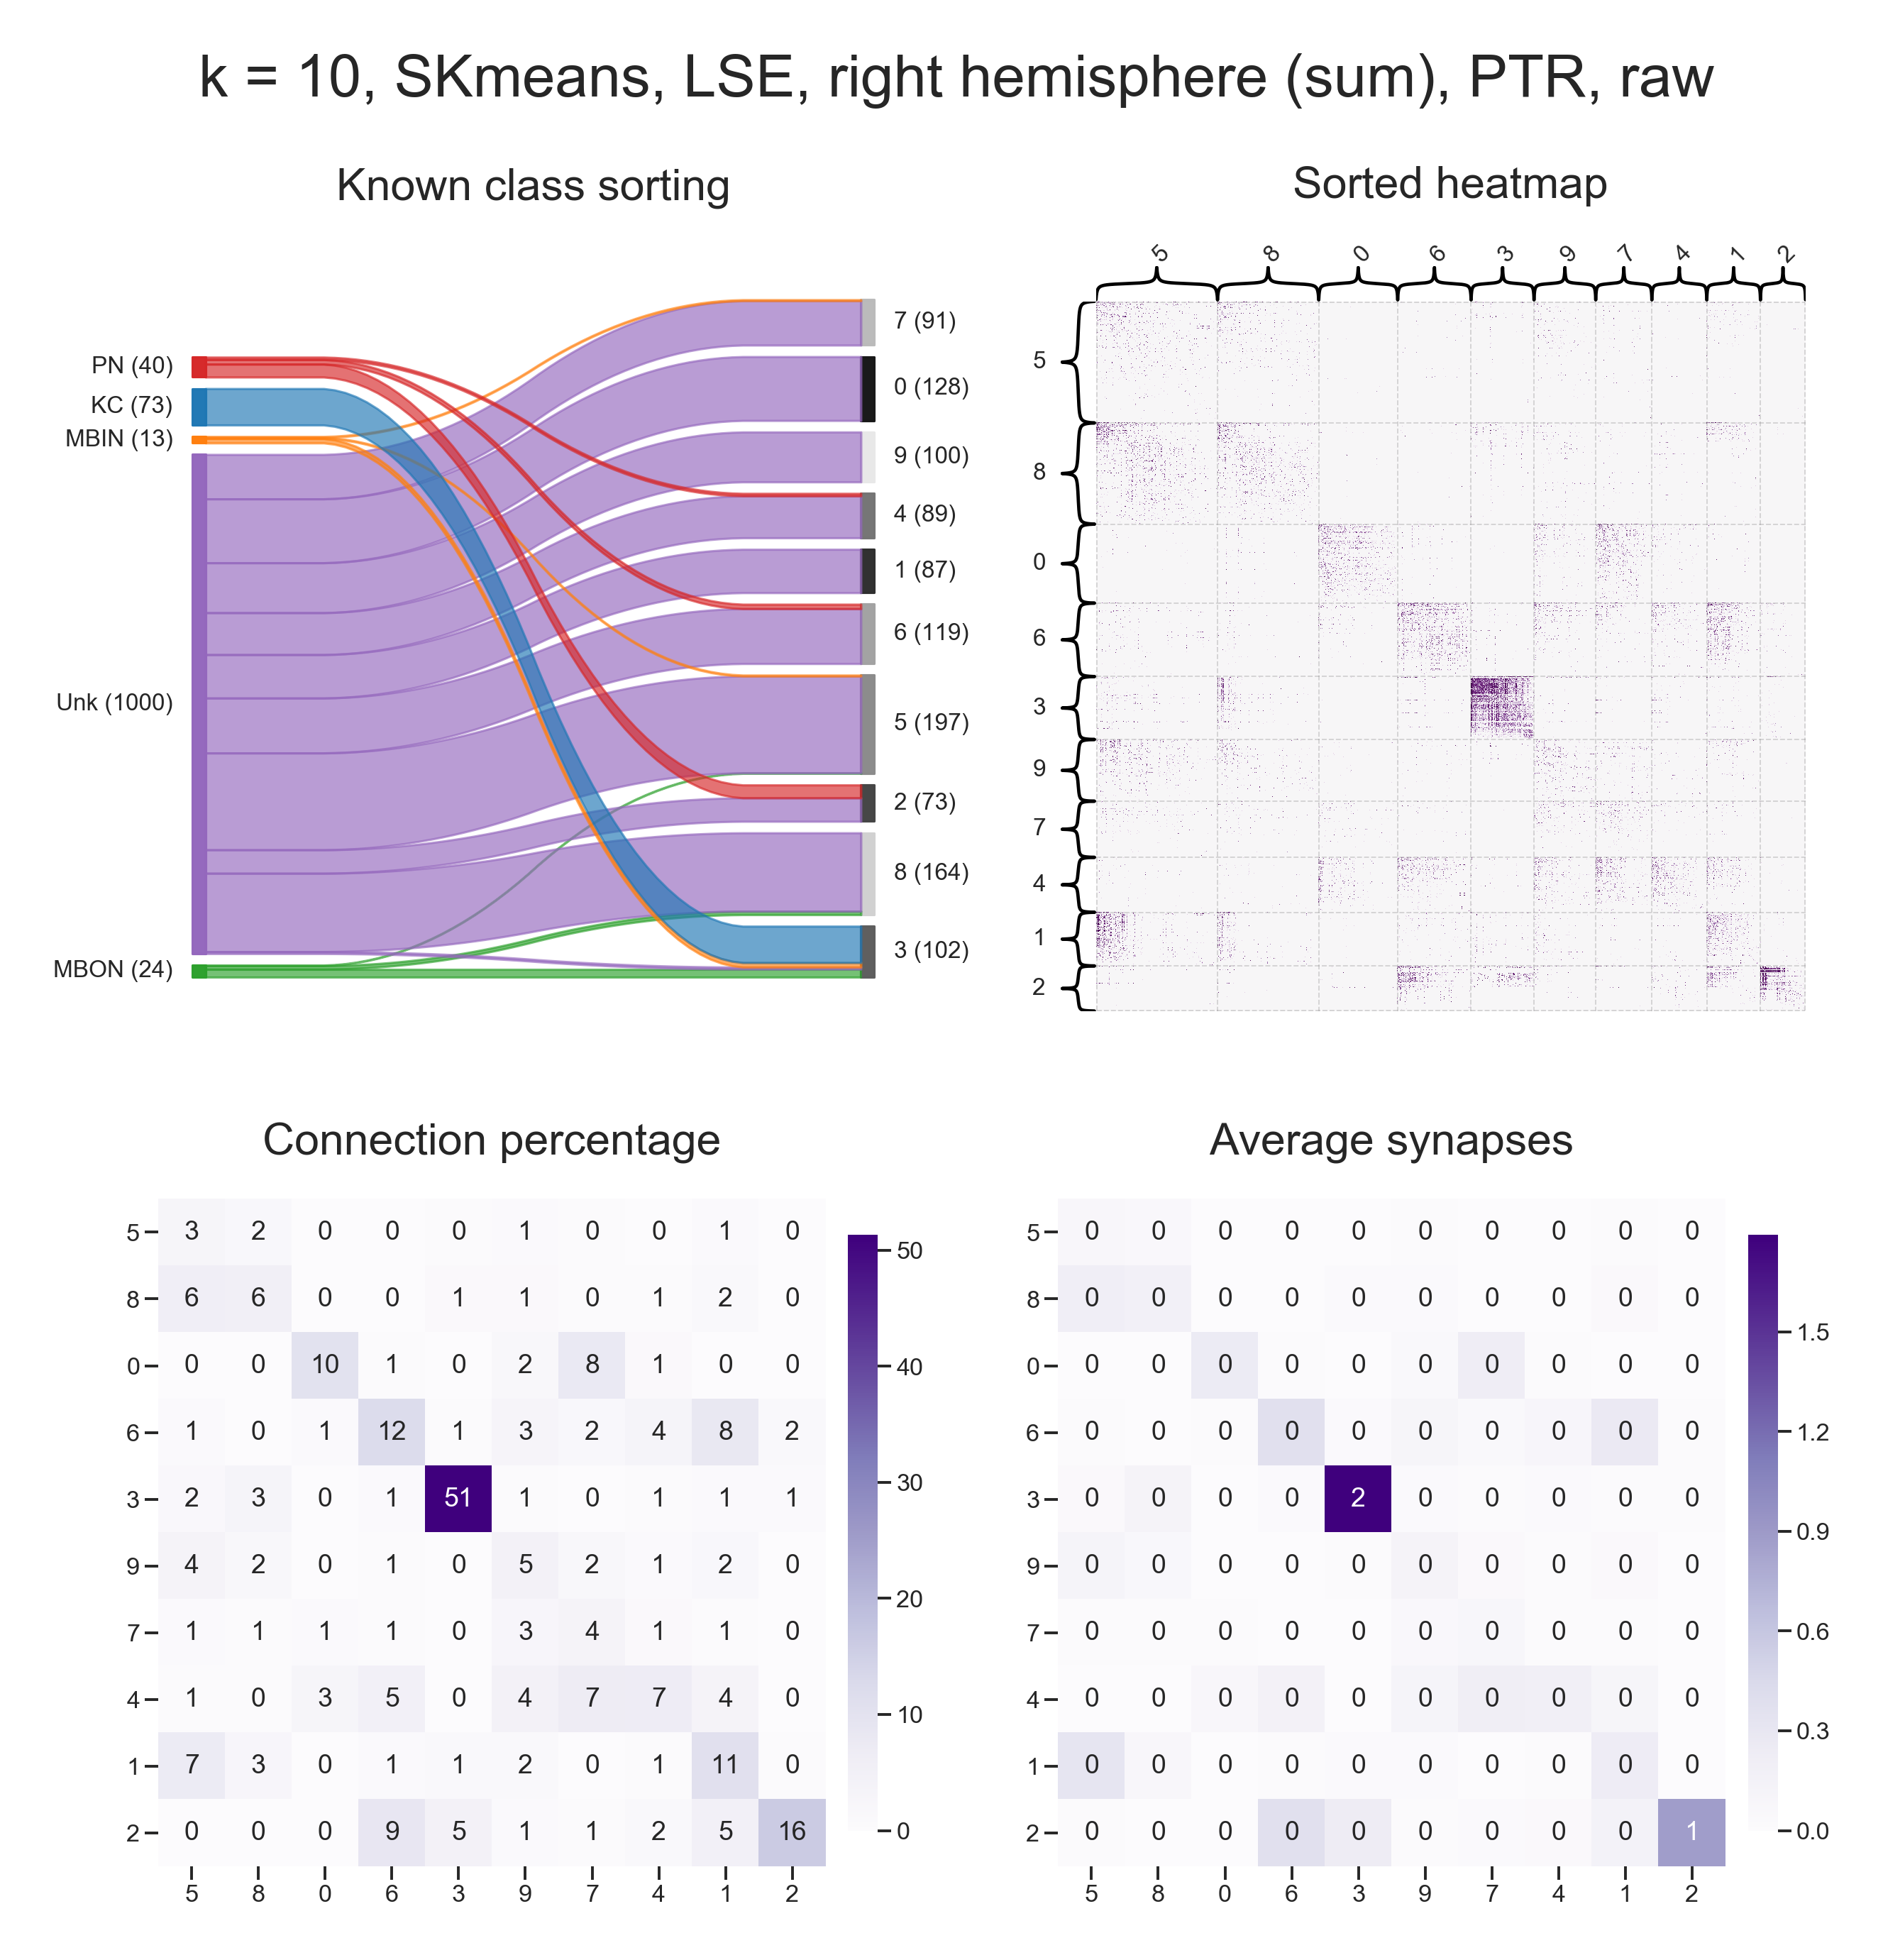 k = 10, SKmeans, LSE, right hemisphere (sum), PTR, raw
Known class sorting
PN (40)
KC (73)
MBIN (13)
Unk (1000)
MBON (24)
7 (91)
0 (128)
9 (100)
4 (89)
1 (87)
6 (119)
5 (197)
2 (73)
8 (164)
3 (102)
Sorted heatmap
5 8 0 6 3 9 7 4 1 2
5
8
0
6
3
9
7
4
1
2
Connection percentage
5 3 2 0 0 0 1 0 0 1 0
8 6 6 0 0 1 1 0 1 2 0
0 0 0 10 1 0 2 8 1 0 0
6 1 0 1 12 1 3 2 4 8 2
3 2 3 0 1 51 1 0 1 1 1
9 4 2 0 1 0 5 2 1 2 0
7 1 1 1 1 0 3 4 1 1 0
4 1 0 3 5 0 4 7 7 4 0
1 7 3 0 1 1 2 0 1 11 0
2 0 0 0 9 5 1 1 2 5 16
5 8 0 6 3 9 7 4 1 2
50
40
30
20
10
0
Average synapses
5 0 0 0 0 0 0 0 0 0 0
8 0 0 0 0 0 0 0 0 0 0
0 0 0 0 0 0 0 0 0 0 0
6 0 0 0 0 0 0 0 0 0 0
3 0 0 0 0 2 0 0 0 0 0
9 0 0 0 0 0 0 0 0 0 0
7 0 0 0 0 0 0 0 0 0 0
4 0 0 0 0 0 0 0 0 0 0
1 0 0 0 0 0 0 0 0 0 0
2 0 0 0 0 0 0 0 0 0 1
5 8 0 6 3 9 7 4 1 2
1.5
1.2
0.9
0.6
0.3
0.0